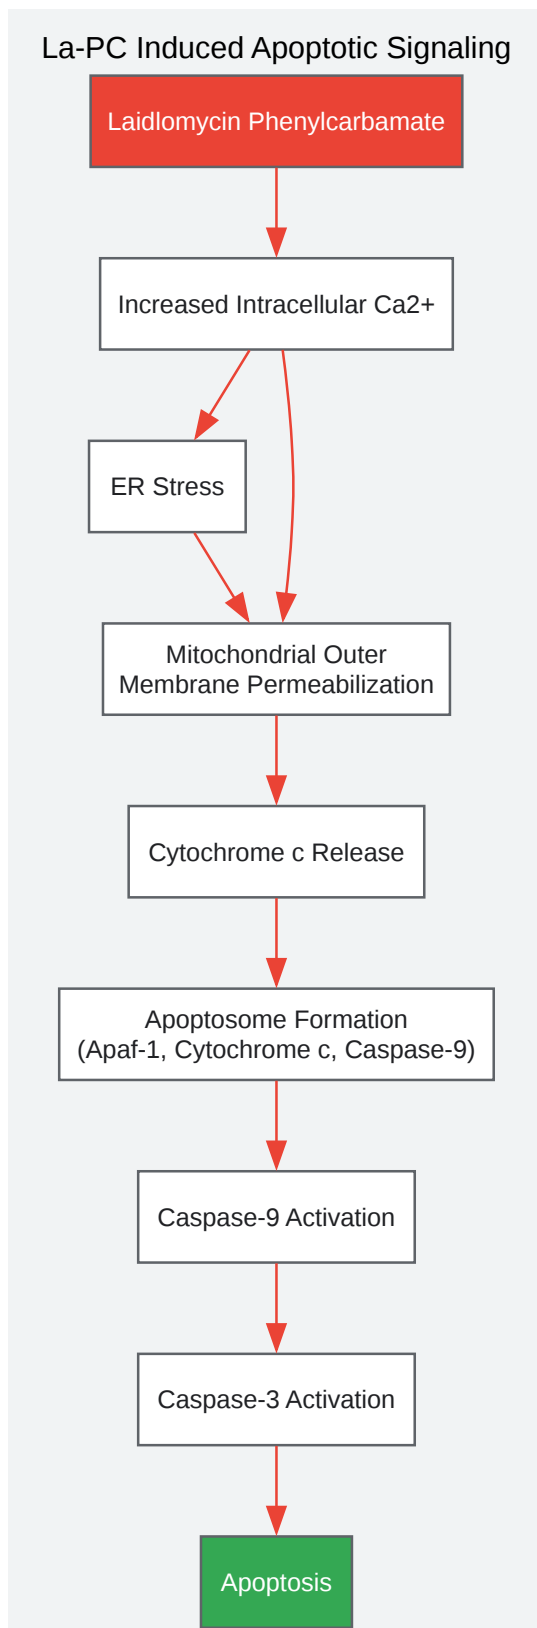 La-PC Induced Apoptotic Signaling
Laidlomycin Phenylcarbamate
Increased Intracellular Ca2+
ER Stress
Mitochondrial Outer
Membrane Permeabilization
Cytochrome c Release
Apoptosome Formation
(Apaf-1, Cytochrome c, Caspase-9)
Caspase-9 Activation
Caspase-3 Activation
Apoptosis